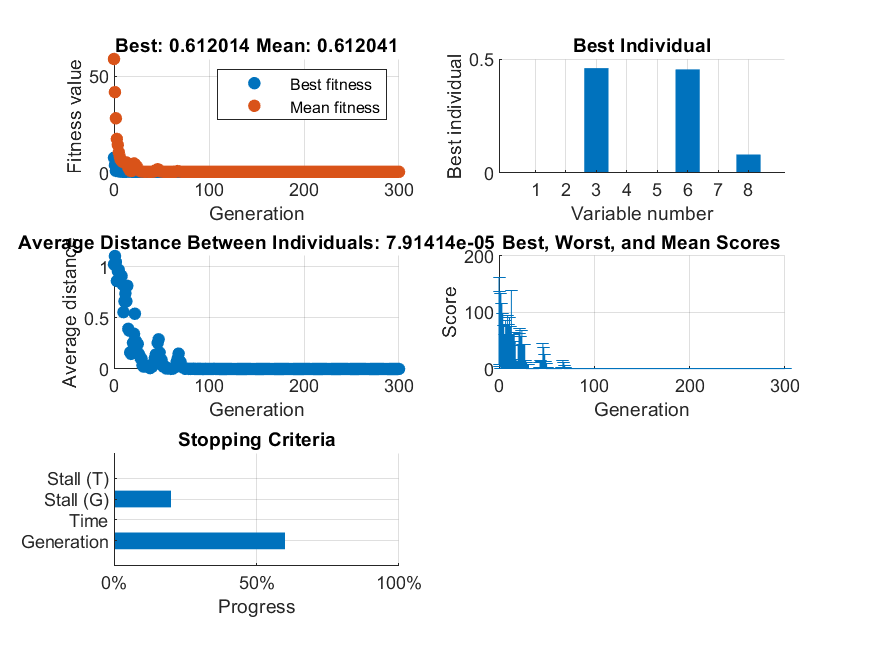 Best: 0.612014 Mean: 0.612041
Fitness value
50
0
0 100 200 300
Generation
Best fitness
Mean fitness
Best Individual
Best individual
0.5
0
1 2 3 4 5 6 7 8
Variable number
Average Distance Between Individuals: 7.91414e-05
Average distance
1
0.5
0
0 100 200 300
Generation
Best, Worst, and Mean Scores
Score
200
100
0
0 100 200 300
Generation
Stopping Criteria
Stall (T)
Stall (G)
Time
Generation
0% 50% 100%
Progress